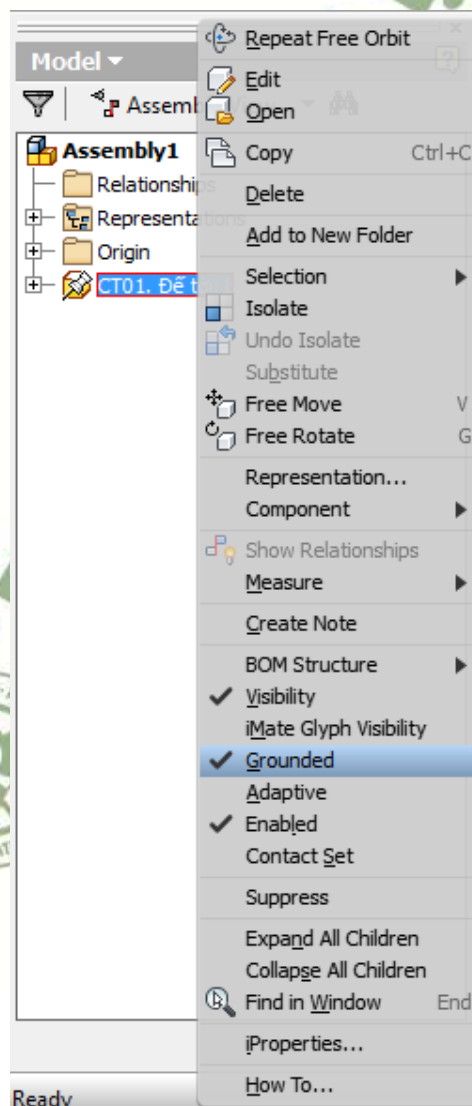 Repeat Free Orbit
Model
Edit
Assembl
Open
Assembly1
Copy Ctrl+C
Relationships
Delete
Representations
Add to New Folder
Origin
Selection
CT01. Đế t
Isolate
Undo Isolate
Substitute
Free Move V
Free Rotate G
Representation...
Component
Show Relationships
Measure
Create Note
BOM Structure
Visibility
iMate Glyph Visibility
Grounded
Adaptive
Enabled
Contact Set
Suppress
Expand All Children
Collapse All Children
Find in Window End
iProperties...
How To...
Ready